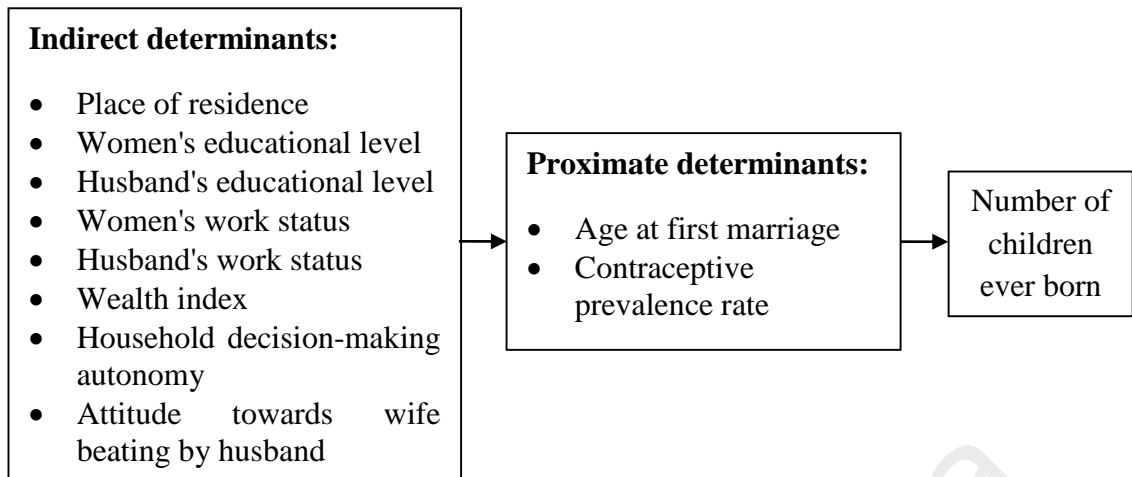 Indirect determinants:
• Place of residence
• Women's educational level
• Husband's educational level
• Women's work status
• Husband's work status
• Wealth index
• Household decision-making
autonomy
• Attitude towards wife
beating by husband
Proximate determinants:
• Age at first marriage
• Contraceptive
prevalence rate
Number of
children
ever born